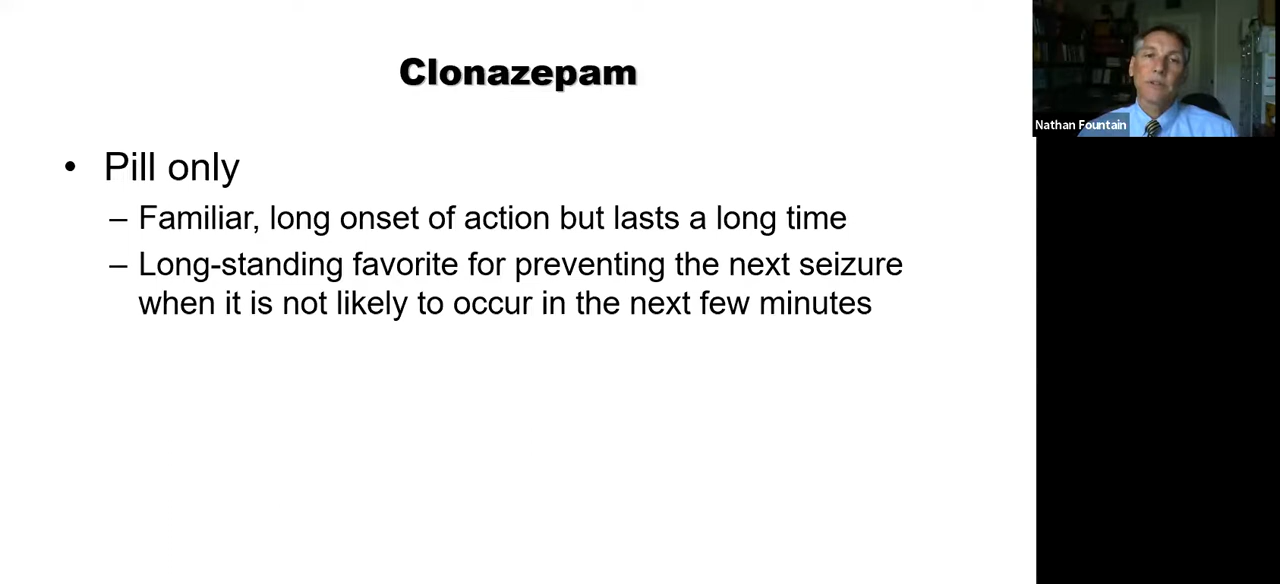 Clonazepam
• Pill only
– Familiar, long onset of action but lasts a long time
– Long-standing favorite for preventing the next seizure
when it is not likely to occur in the next few minutes
Nathan Fountain